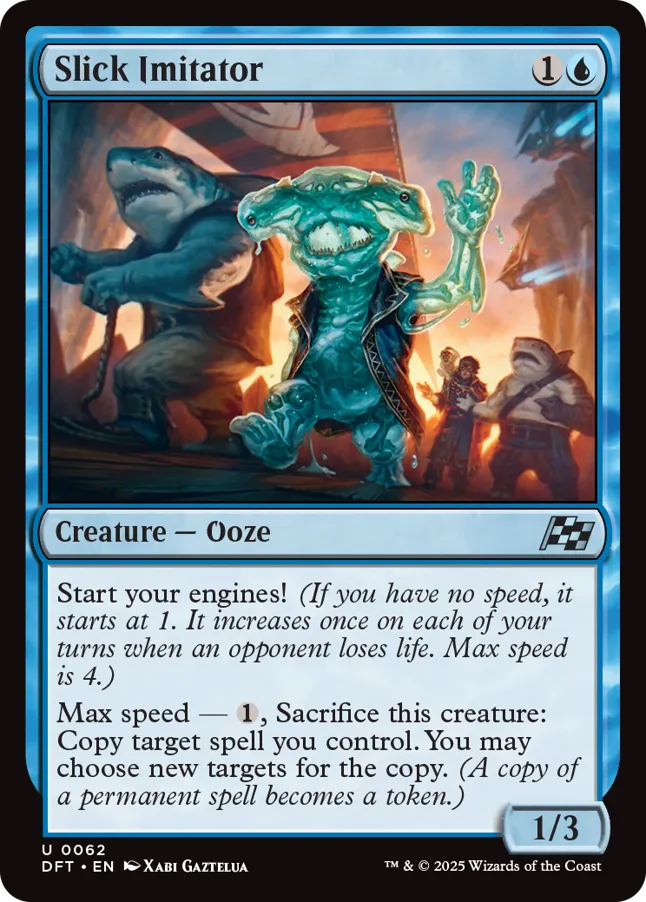 Slick Imitator 1
Creature — Ooze
Start your engines! (If you have no speed, it
starts at 1. It increases once on each of your
turns when an opponent loses life. Max speed
is 4.)
Max speed — 1, Sacrifice this creature:
Copy target spell you control. You may
choose new targets for the copy. (A copy of
a permanent spell becomes a token.)
1/3
U 0062
DFT • EN Xabi Gaztelua
™ & © 2025 Wizards of the Coast